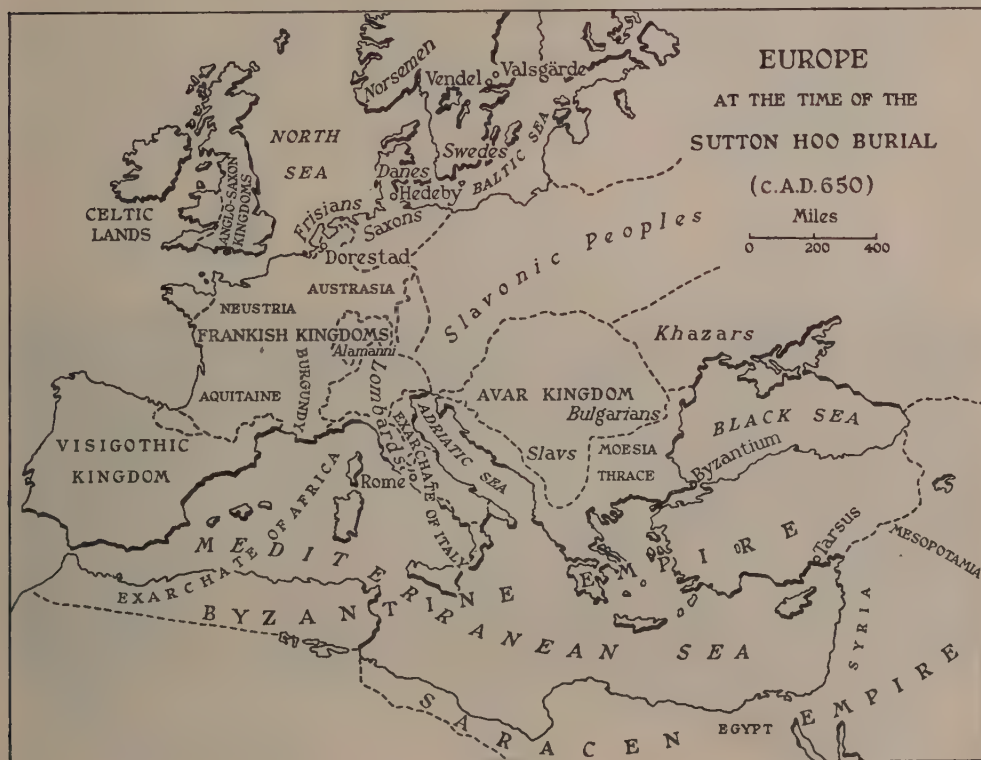 EUROPE
AT THE TIME OF THE
SUTTON HOO BURIAL
(C.A.D. 650)
Miles
0 200 400
Norsemen
Vendel
Valsgärde
NORTH
SEA
Swedes
BALTIC SEA
Danes
Hedeby
CELTIC
LANDS
ANGLO-SAXON
KINGDOMS
Frisians
Saxons
Dorestad
Slavonic Peoples
AUSTRASIA
NEUSTRIA
FRANKISH KINGDOMS
Alamanni
BURGUNDY
AQUITAINE
Lombards
Khazars
AVAR KINGDOM
Bulgarians
Slavs
MOESIA
THRACE
BLACK SEA
Byzantium
ADRIATIC SEA
EXARCHATE OF ITALY
Rome
VISIGOTHIC
KINGDOM
EXARCHATE OF AFRICA
MEDITERRANEAN SEA
BYZANTINE EMPIRE
Tarsus
MESOPOTAMIA
SYRIA
EGYPT
SARACEN EMPIRE